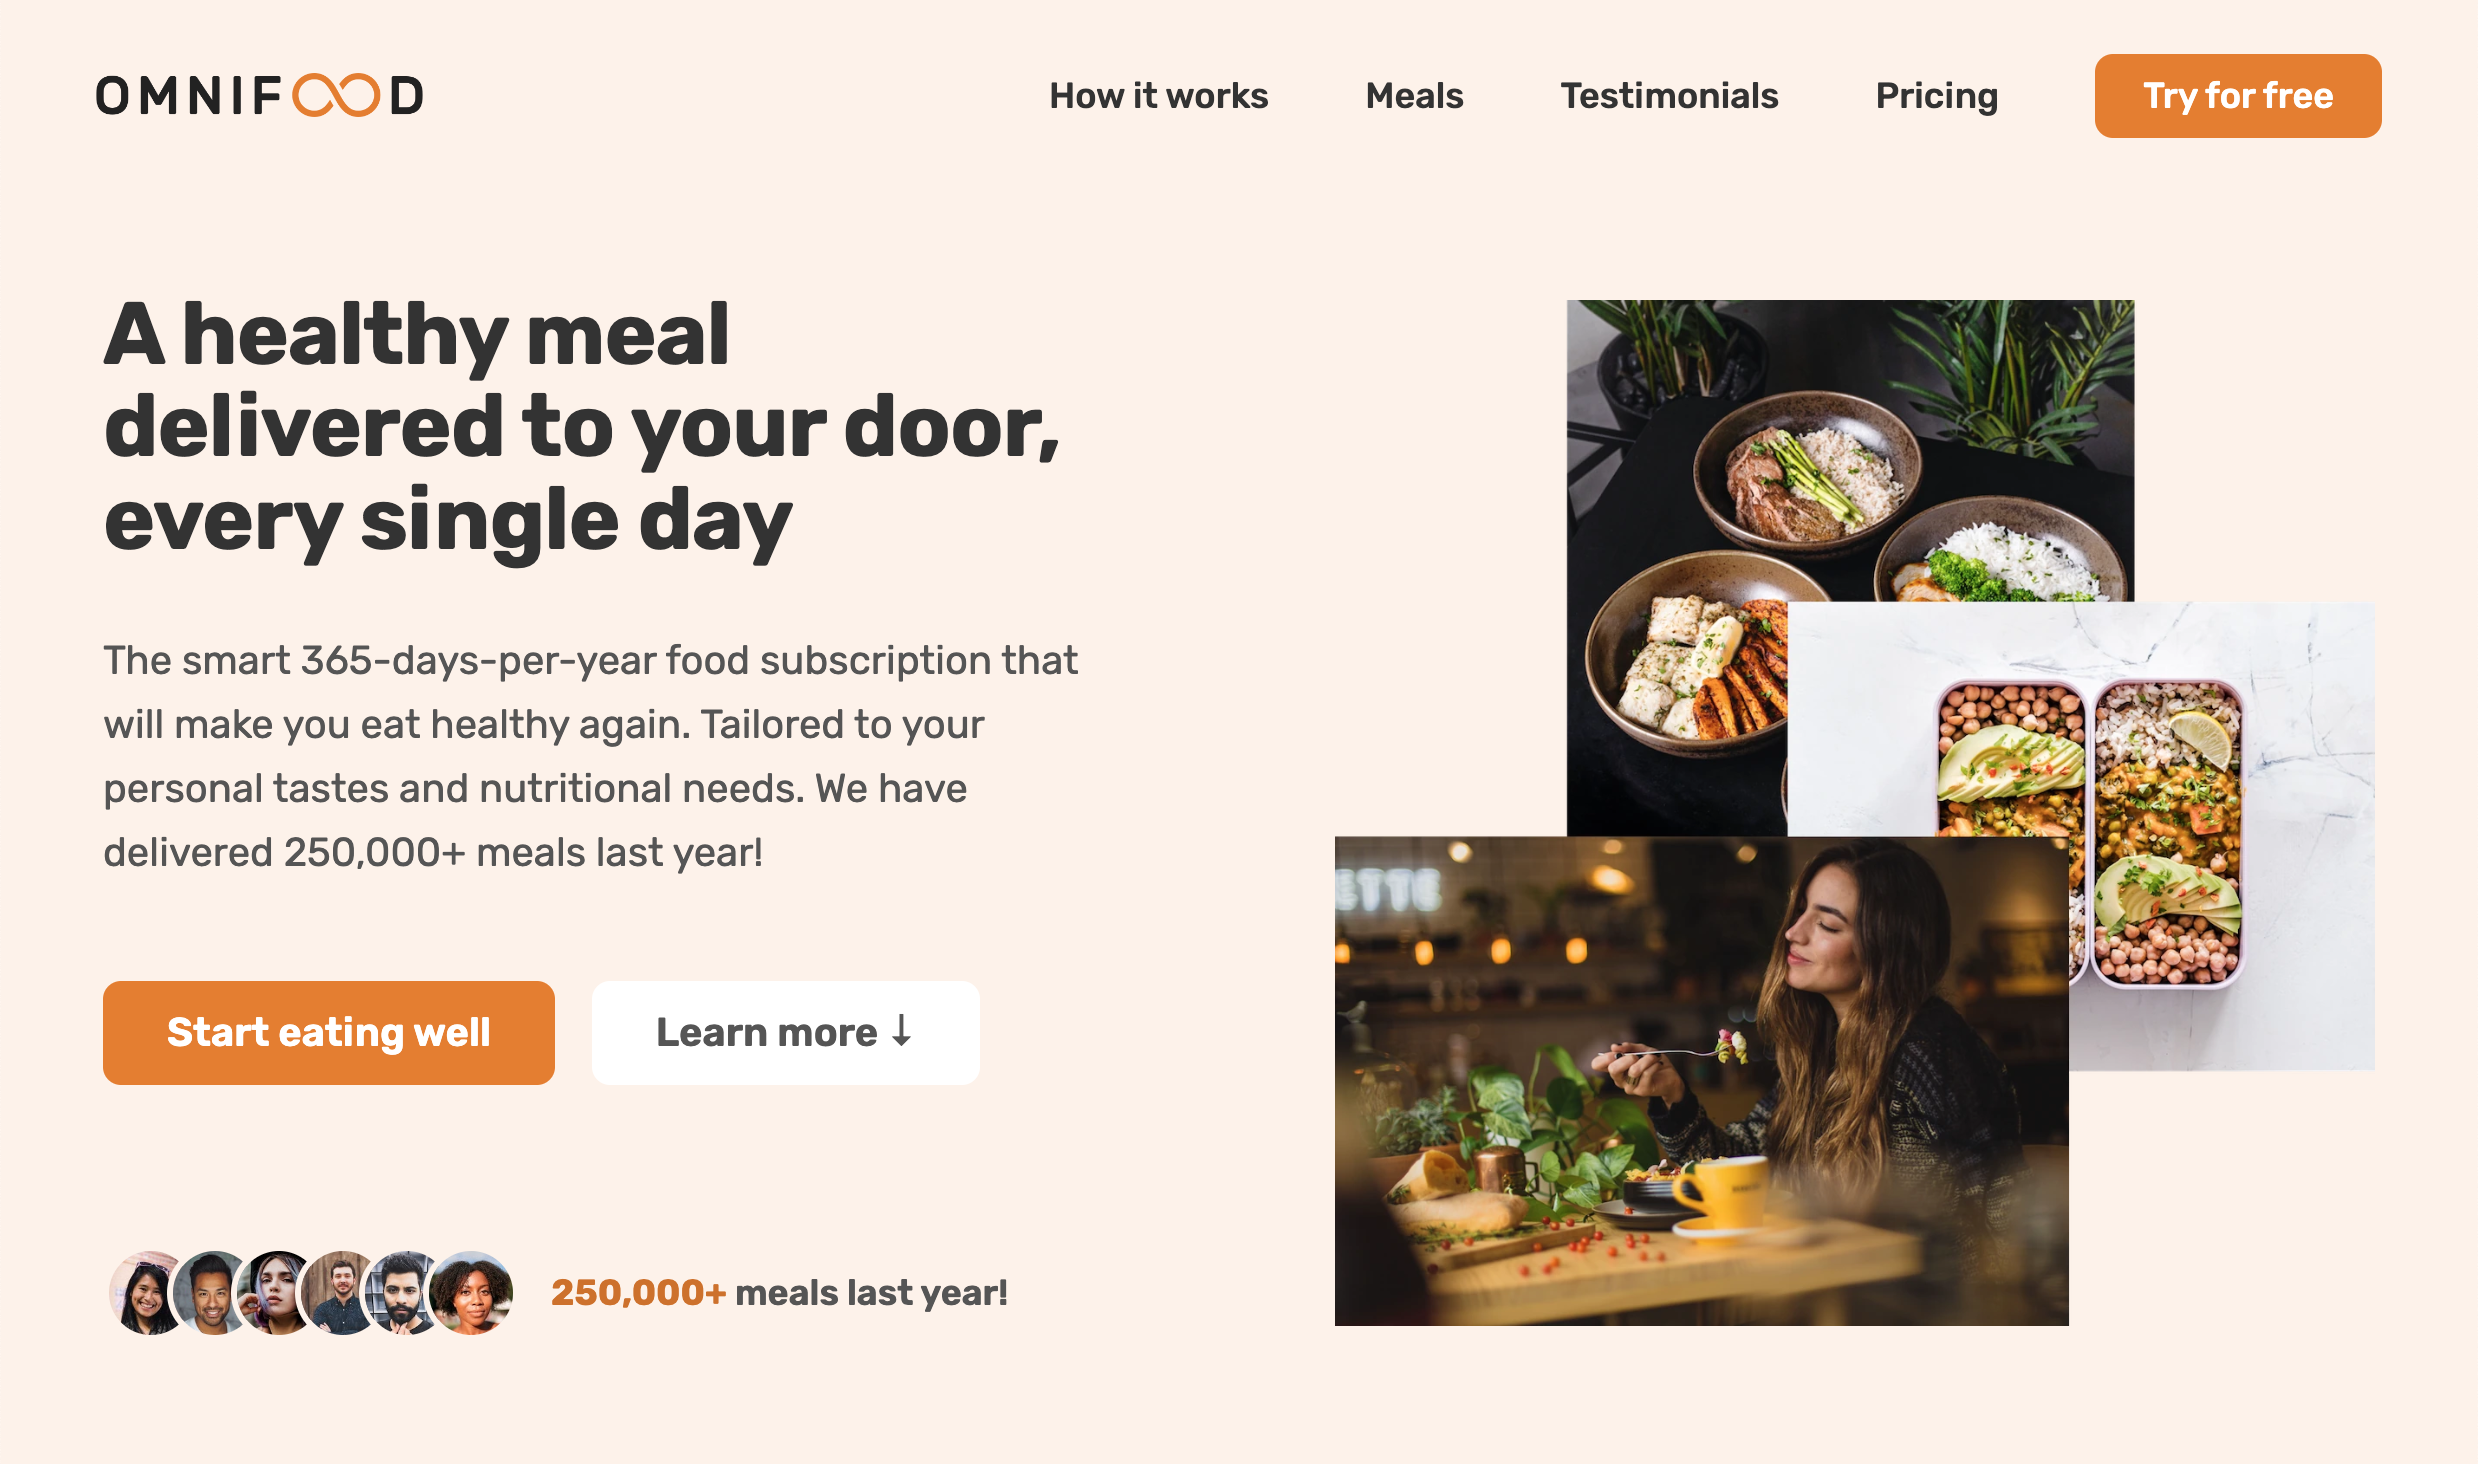 OMNIFOOD
How it works
Meals
Testimonials
Pricing
Try for free
A healthy meal
delivered to your door,
every single day
The smart 365-days-per-year food subscription that
will make you eat healthy again. Tailored to your
personal tastes and nutritional needs. We have
delivered 250,000+ meals last year!
Start eating well
Learn more ↓
ETTE
250,000+ meals last year!